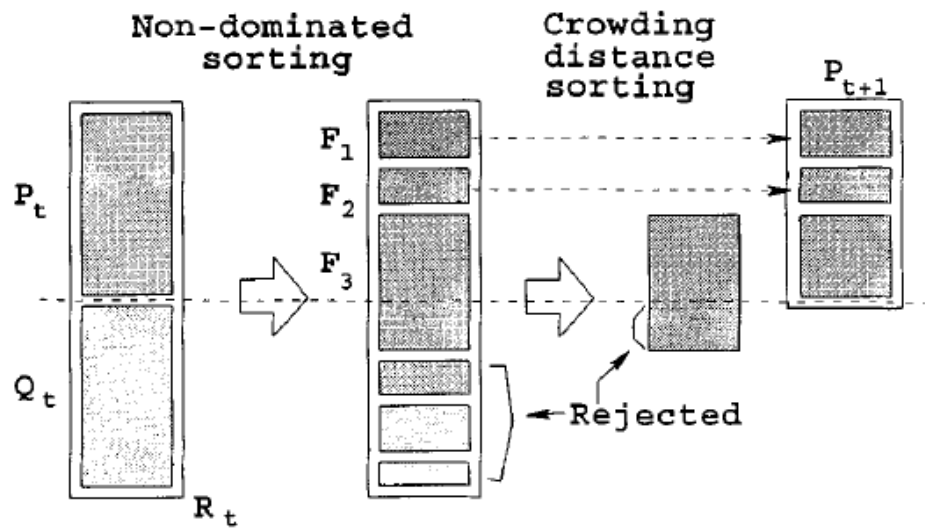 Non-dominated
sorting
Crowding
distance
sorting
P t+1
F 1
P t
F 2
F 3
Q t
Rejected
R t